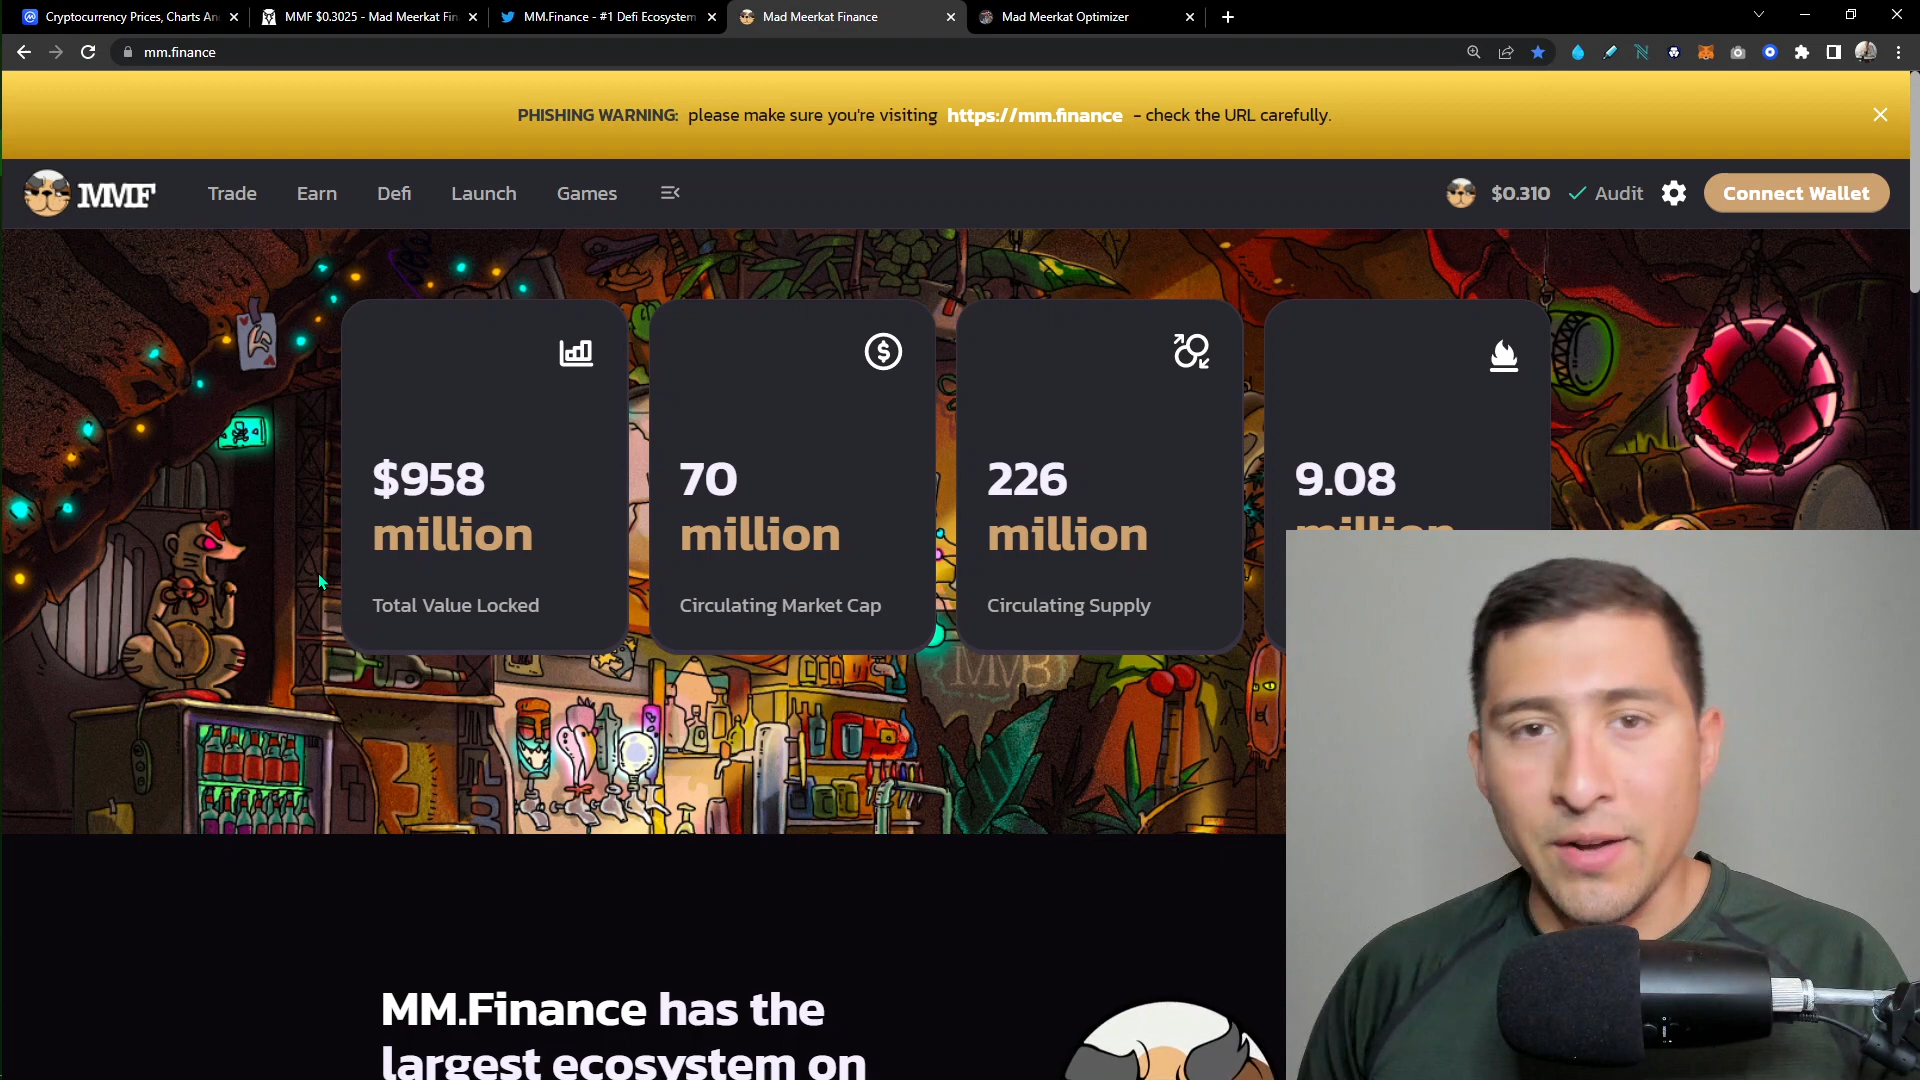 Cryptocurrency Prices, Charts An
MMF $0.3025 - Mad Meerkat Fin
MM.Finance - #1 Defi Ecosystem
Mad Meerkat Finance
Mad Meerkat Optimizer
mm.finance
PHISHING WARNING: please make sure you're visiting https://mm.finance - check the URL carefully.
MMF
Trade
Earn
Defi
Launch
Games
$0.310
Audit
Connect Wallet
$958
million
Total Value Locked
70
million
Circulating Market Cap
226
million
Circulating Supply
9.08
million
MMB
MM.Finance has the
largest ecosystem on